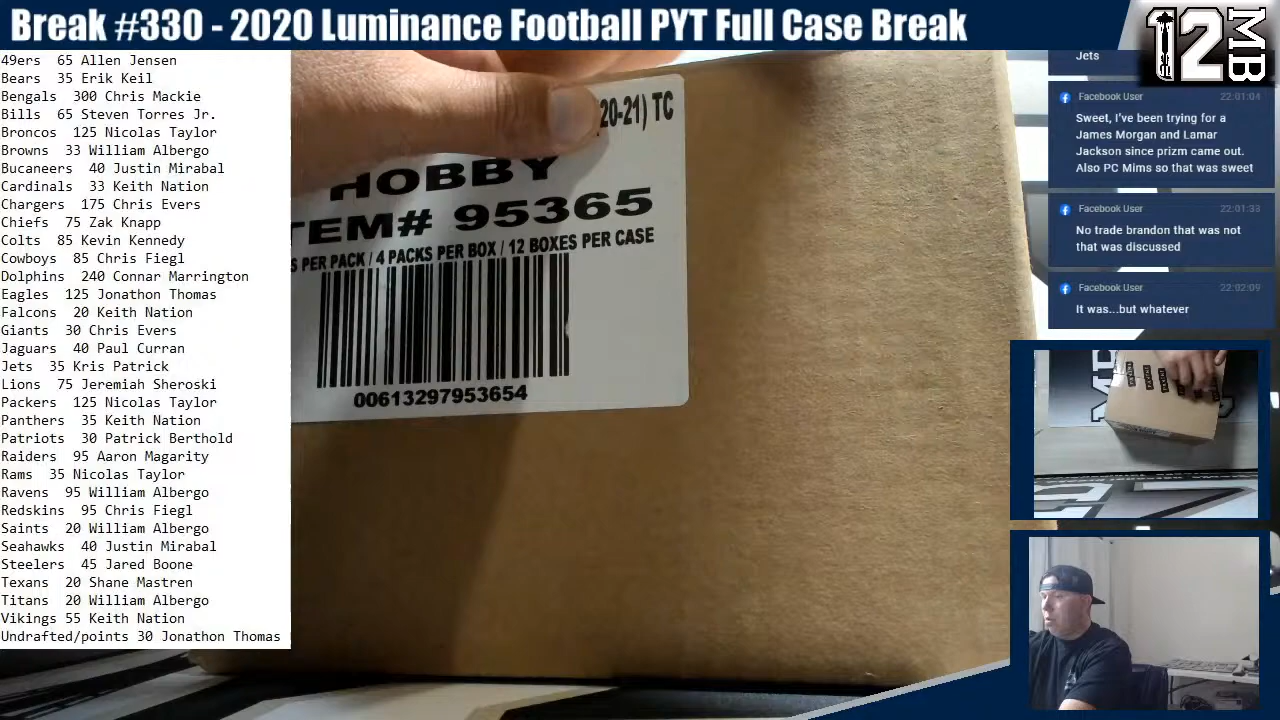 Break #330 - 2020 Luminance Football PYT Full Case Break
12
MB
49ers 65 Allen Jensen
Bears 35 Erik Keil
Bengals 300 Chris Mackie
Bills 65 Steven Torres Jr.
Broncos 125 Nicolas Taylor
Browns 33 William Albergo
Bucaneers 40 Justin Mirabal
Cardinals 33 Keith Nation
Chargers 175 Chris Evers
Chiefs 75 Zak Knapp
Colts 85 Kevin Kennedy
Cowboys 85 Chris Fiegl
Dolphins 240 Connar Marrington
Eagles 125 Jonathon Thomas
Falcons 20 Keith Nation
Giants 30 Chris Evers
Jaguars 40 Paul Curran
Jets 35 Kris Patrick
Lions 75 Jeremiah Sheroski
Packers 125 Nicolas Taylor
Panthers 35 Keith Nation
Patriots 30 Patrick Berthold
Raiders 95 Aaron Magarity
Rams 35 Nicolas Taylor
Ravens 95 William Albergo
Redskins 95 Chris Fiegl
Saints 20 William Albergo
Seahawks 40 Justin Mirabal
Steelers 45 Jared Boone
Texans 20 Shane Mastren
Titans 20 William Albergo
Vikings 55 Keith Nation
Undrafted/points 30 Jonathon Thomas
20-21) TC
HOBBY
TEM# 95365
S PER PACK / 4 PACKS PER BOX / 12 BOXES PER CASE
00613297953654
Jets
Facebook User 22:01:04
Sweet, I've been trying for a
James Morgan and Lamar
Jackson since prizm came out.
Also PC Mims so that was sweet
Facebook User 22:01:33
No trade brandon that was not
that was discussed
Facebook User 22:02:09
It was...but whatever